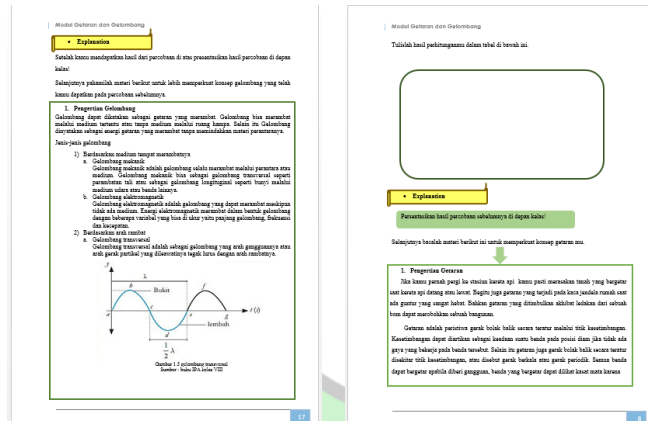 Modul Getaran dan Gelombang
• Explanation
Setelah kamu mendapatkan hasil dari percobaan di atas presentasikan hasil percobaan di depan
kelas!
Selanjutnya pahamilah materi berikut untuk lebih memperkuat konsep gelombang yang telah
kamu dapatkan pada percobaan sebelumnya.
1. Pengertian Gelombang
Gelombang dapat dikatakan sebagai getaran yang merambat. Gelombang bisa merambat
melalui medium tertentu atau tanpa medium melalui ruang hampa. Selain itu Gelombang
dinyatakan sebagai energi getaran yang merambat tanpa memindahkan materi perantaranya.
Jenis-jenis gelombang
1) Berdasarkan medium tempat merambatnya
a. Gelombang mekanik
Gelombang mekanik adalah gelombang selalu merambat melalui perantara atau
medium. Gelombang mekanik bisa sebagai gelombang transversal seperti
perambatan tali atau sebagai gelombang longitusinal seperti bunyi melalui
medium udara atau benda lainnya.
b. Gelombang elektromagnetik
Gelombang elektromagnetik adalah gelombang yang dapat merambat meskipun
tidak ada medium. Energi elektromagnetik merambat dalam bentuk gelombang
dengan beberapa variabel yang bisa di ukur yaitu panjang gelombang, frekuensi
dan kecepatan.
2) Berdasarkan arah rambat
a. Gelombang transversal
Gelombang transversal adalah sebagai gelombang yang arah gangguannya atau
arah gerak partikel yang dilewatinya tegak lurus dengan arah rambatnya.
y
λ
b Bukit f
a c e g t (s)
lembah
d
1/2 λ
Gambar 1.5 gelombang transversal
Sumber : buku IPA kelas VIII
17
Modul Getaran dan Gelombang
Tulislah hasil perhitunganmu dalam tabel di bawah ini.
• Explanation
Persentasikan hasil percobaan sebelumnya di depan kelas!
Selanjutnya bacalah materi berikut ini untuk memperkuat konsep getaran mu.
1. Pengertian Getaran
Jika kamu pernah pergi ke stasiun kereta api kamu pasti merasakan tanah yang bergetar
saat kereta api datang atau lewat. Begitu juga getaran yang terjadi pada kaca jendela rumah saat
ada guntur yang sangat hebat. Bahkan getaran yang ditimbulkan akibat ledakan dari sebuah
bom dapat merobohkan sebuah bangunan.
Getaran adalah peristiwa gerak bolak balik secara teratur melalui titik kesetimbangan.
Kesetimbangan dapat diartikan sebagai keadaan suatu benda pada posisi diam jika tidak ada
gaya yang bekerja pada benda tersebut. Selain itu getaran juga gerak bolak balik secara teratur
disekitar titik kesetimbangan, atau disebut gerak berkala atau gerak periodik. Semua benda
dapat bergetar apabila diberi gangguan, benda yang bergetar dapat dilihat kasat mata karena
8